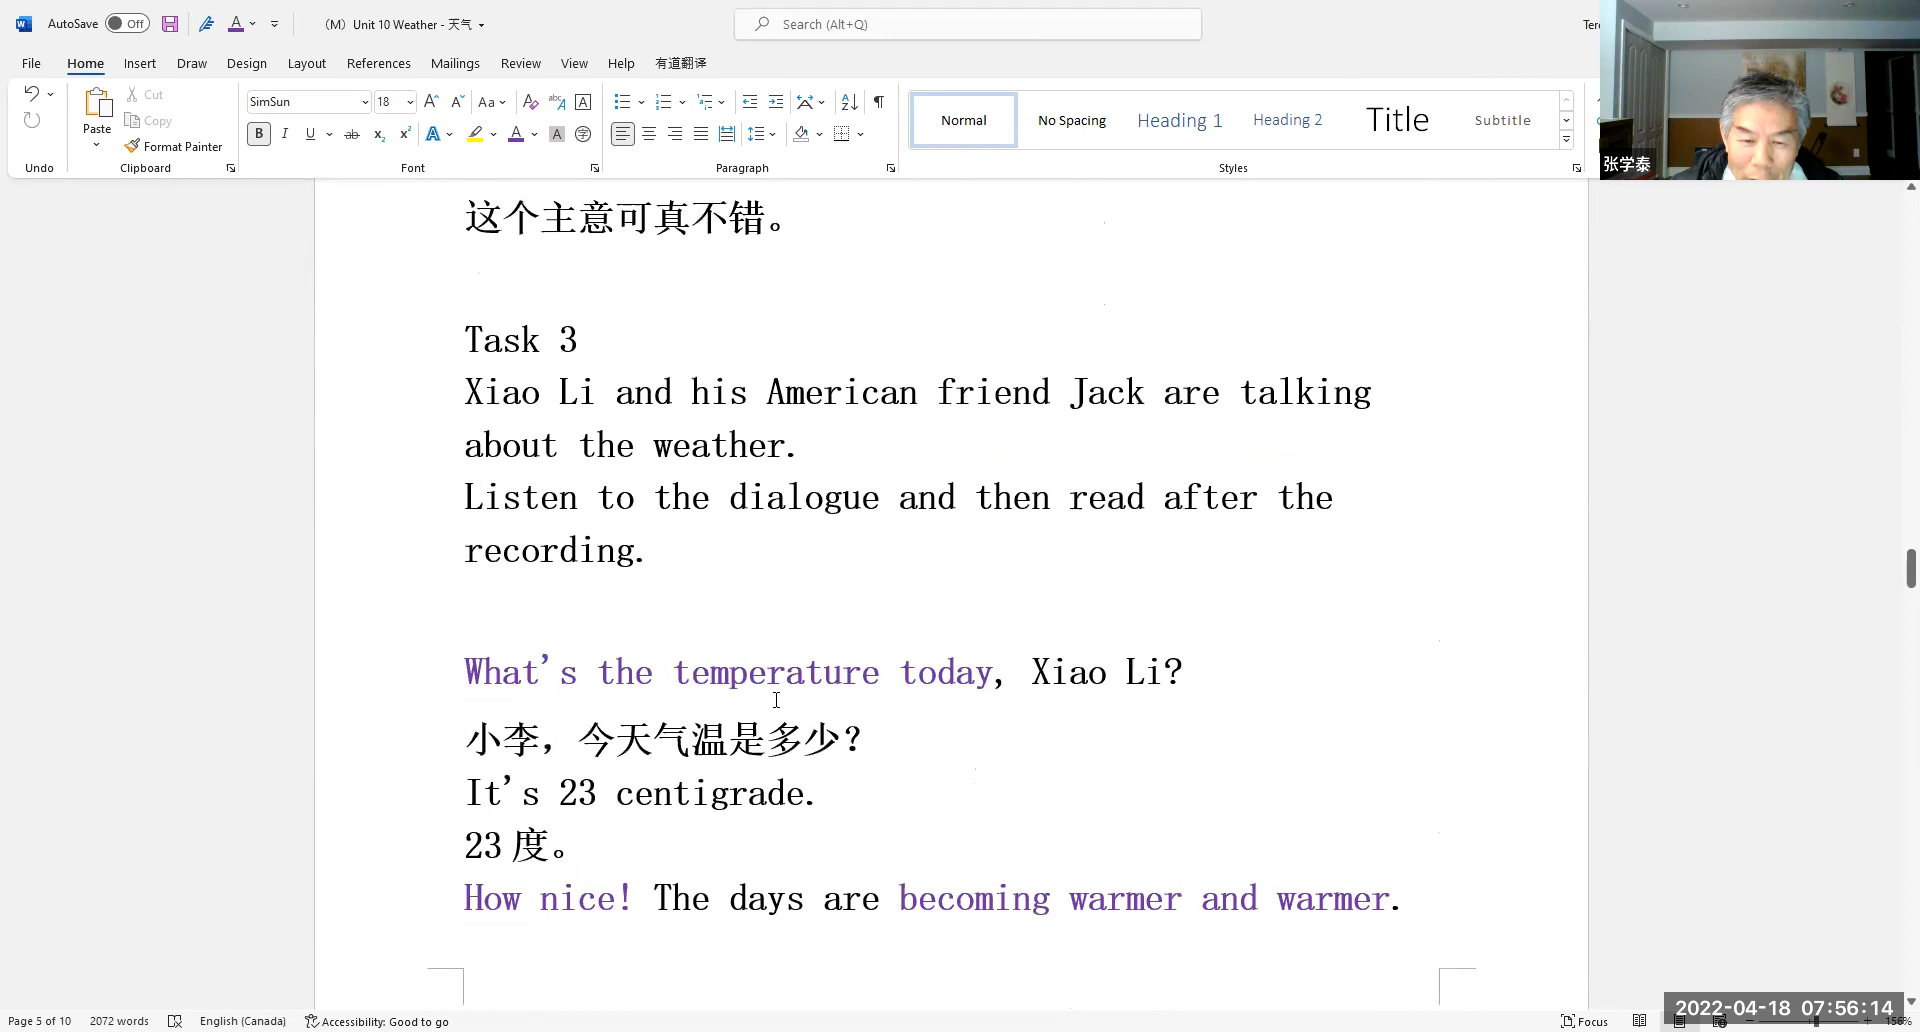 AutoSave Off (M) Unit 10 Weather - 天气 Search (Alt+Q)
File Home Insert Draw Design Layout References Mailings Review View Help 有道翻译
Cut
Copy
Format Painter
Paste
SimSun 18 Aa
Normal No Spacing Heading 1 Heading 2 Title Subtitle
Undo Clipboard Font Paragraph Styles
张学泰
这个主意可真不错。
Task 3
Xiao Li and his American friend Jack are talking
about the weather.
Listen to the dialogue and then read after the
recording.
What's the temperature today, Xiao Li?
小李，今天气温是多少？
It's 23 centigrade.
23度。
How nice! The days are becoming warmer and warmer.
Page 5 of 10 2072 words English (Canada) Accessibility: Good to go Focus 156%
2022-04-18 07:56:14